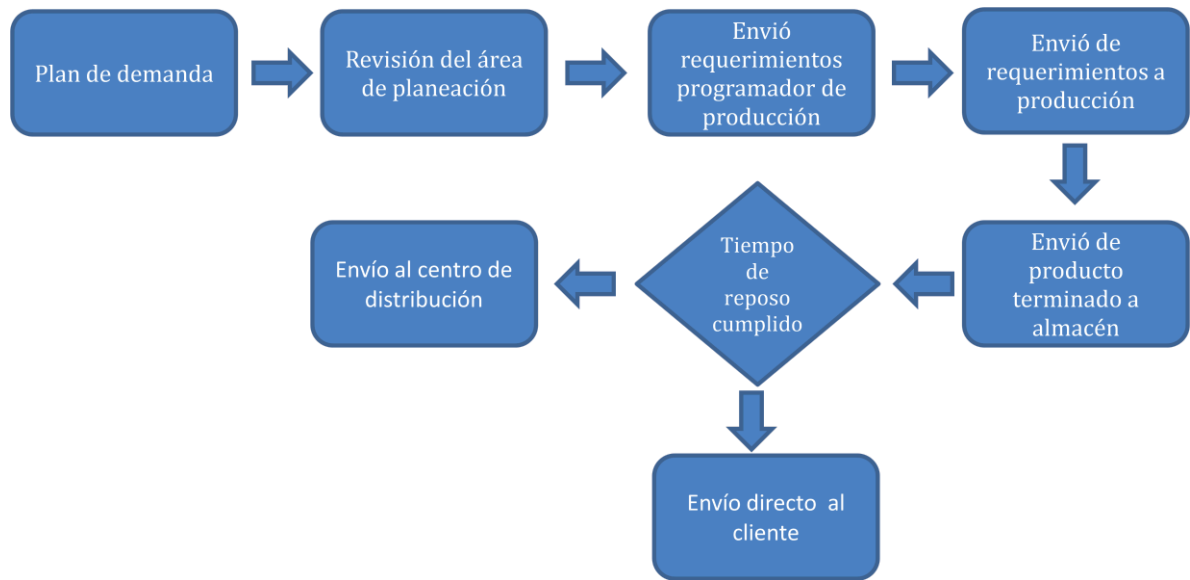 Plan de demanda
Revisión del área
de planeación
Envió
requerimientos
programador de
producción
Envió de
requerimientos a
producción
Envió de
producto
terminado a
almacén
Tiempo
de
reposo
cumplido
Envío al centro de
distribución
Envío directo al
cliente